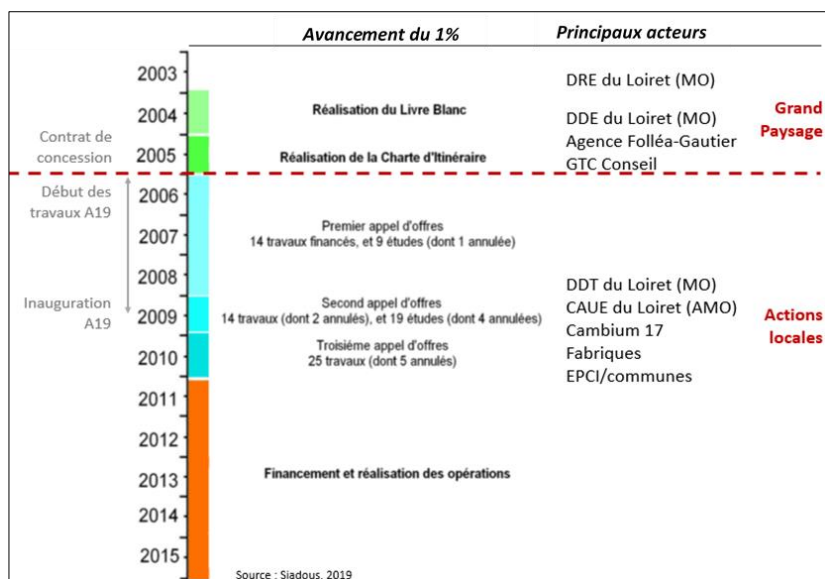 Avancement du 1%
Principaux acteurs
2003
DRE du Loiret (MO)
2004
Réalisation du Livre Blanc
DDE du Loiret (MO)
Grand
Paysage
Contrat de
concession
2005
Réalisation de la Charte d'Itinéraire
Agence Folléa-Gautier
GTC Conseil
Début des
travaux A19
2006
2007
Premier appel d'offres
14 travaux financés, et 9 études (dont 1 annulée)
2008
Inauguration
A19
2009
Second appel d'offres
14 travaux (dont 2 annulés), et 19 études (dont 4 annulées)
2010
Troisiéme appel d'offres
25 travaux (dont 5 annulés)
DDT du Loiret (MO)
CAUE du Loiret (AMO)
Cambium 17
Fabriques
EPCI/communes
Actions
locales
2011
2012
2013
Financement et réalisation des opérations
2014
2015
Source : Siadous, 2019